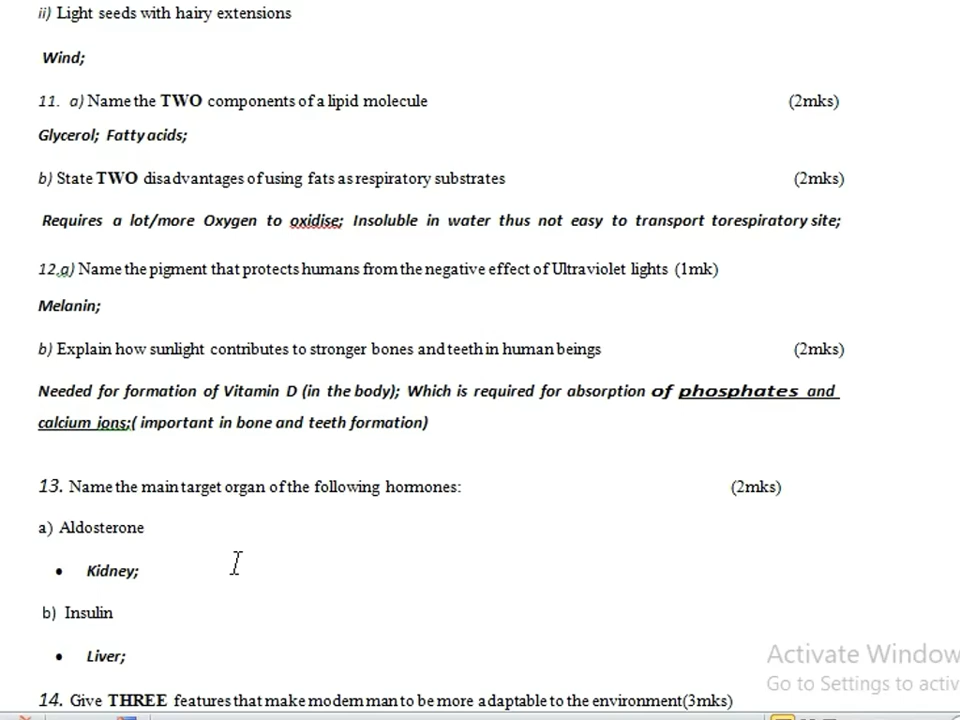 ii) Light seeds with hairy extensions
Wind;
11. a) Name the TWO components of a lipid molecule (2mks)
Glycerol; Fatty acids;
b) State TWO disadvantages of using fats as respiratory substrates (2mks)
Requires a lot/more Oxygen to oxidise; Insoluble in water thus not easy to transport torespiratory site;
12.a) Name the pigment that protects humans from the negative effect of Ultraviolet lights (1mk)
Melanin;
b) Explain how sunlight contributes to stronger bones and teeth in human beings (2mks)
Needed for formation of Vitamin D (in the body); Which is required for absorption of phosphates and
calcium ions;( important in bone and teeth formation)
13. Name the main target organ of the following hormones: (2mks)
a) Aldosterone
• Kidney;
b) Insulin
• Liver;
Activate Window
Go to Settings to activ
14. Give THREE features that make modern man to be more adaptable to the environment(3mks)